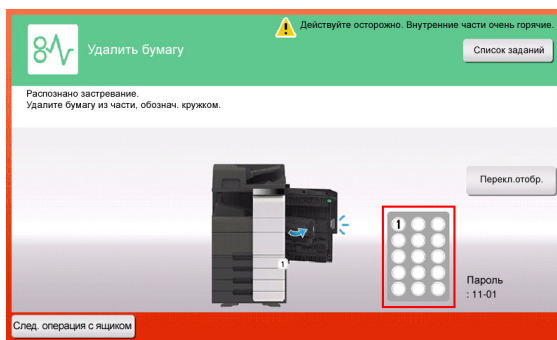 Действуйте осторожно. Внутренние части очень горячие.
Удалить бумагу
Список заданий
Распознано застревание.
Удалите бумагу из части, обознач. кружком.
Перекл.отобр.
1
1
Пароль
: 11-01
След. операция с ящиком